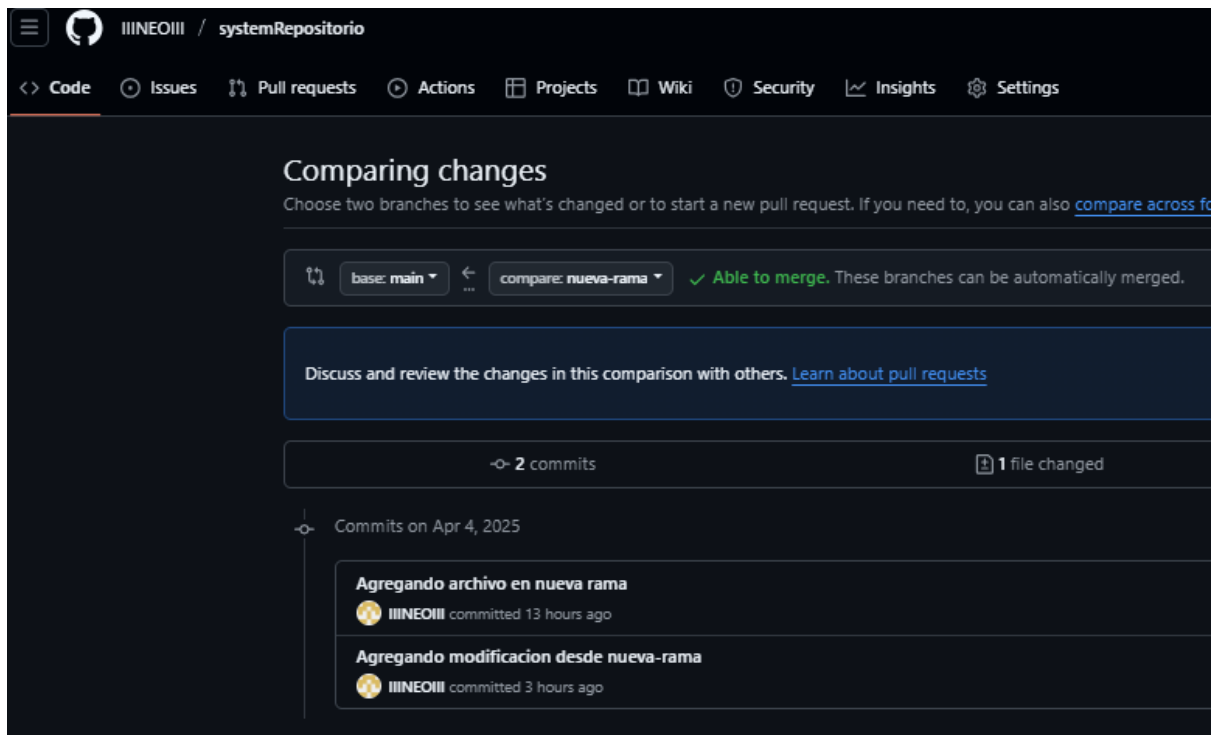 IIINEOIII / systemRepositorio
<> Code Issues Pull requests Actions Projects Wiki Security Insights Settings
Comparing changes
Choose two branches to see what's changed or to start a new pull request. If you need to, you can also compare across fo
base: main ← compare: nueva-rama ✓ Able to merge. These branches can be automatically merged.
Discuss and review the changes in this comparison with others. Learn about pull requests
2 commits 1 file changed
Commits on Apr 4, 2025
Agregando archivo en nueva rama
IIINEOIII committed 13 hours ago
Agregando modificacion desde nueva-rama
IIINEOIII committed 3 hours ago